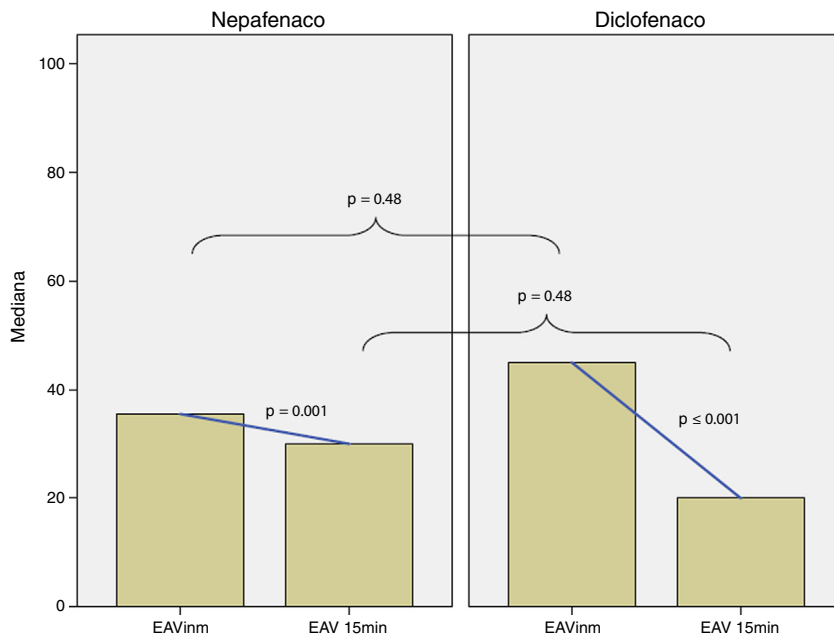 Nepafenaco
Diclofenaco
100
80
60
40
20
0
Mediana
p = 0.48
p = 0.48
p = 0.001
p ≤ 0.001
EAVinm
EAV 15min
EAVinm
EAV 15min